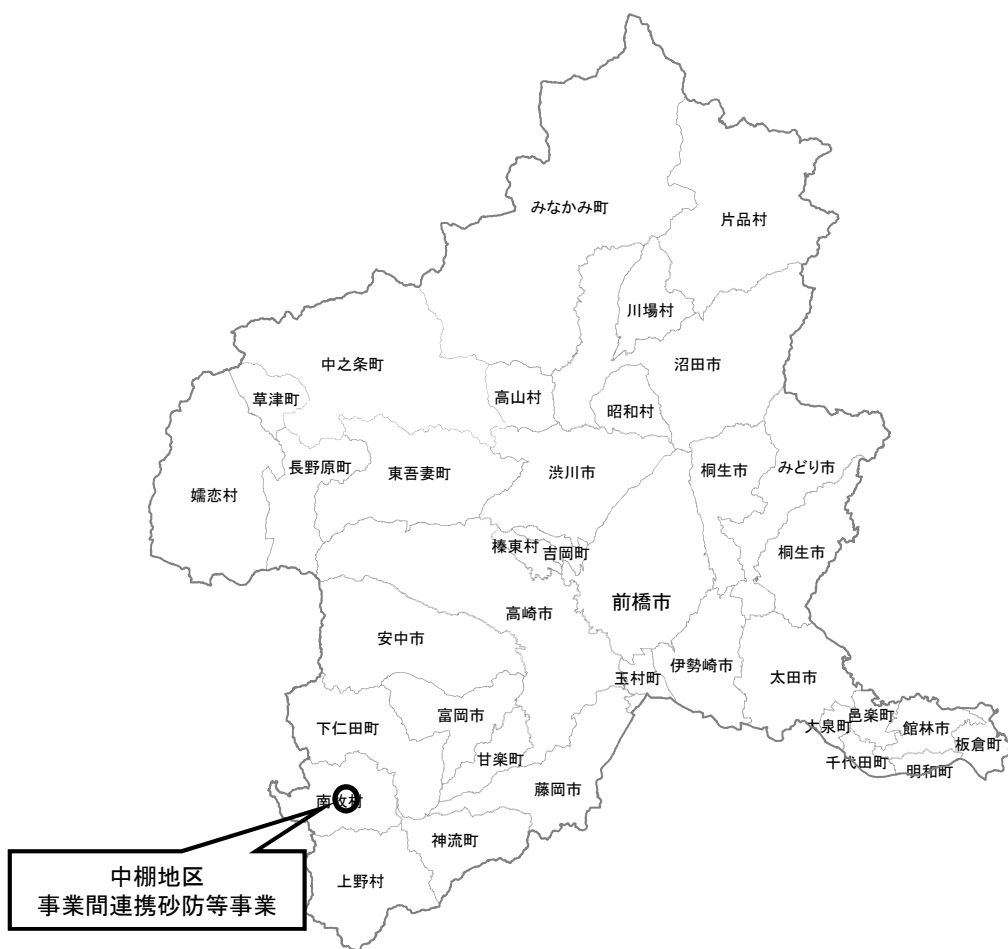 みなかみ町
片品村
川場村
中之条町
沼田市
草津町
高山村
昭和村
長野原町
東吾妻町
渋川市
桐生市
みどり市
嬬恋村
榛東村
吉岡町
桐生市
前橋市
高崎市
安中市
伊勢崎市
玉村町
太田市
富岡市
下仁田町
邑楽町
大泉町
館林市
板倉町
甘楽町
千代田町
明和町
藤岡市
南牧村
神流町
上野村
中棚地区
事業間連携砂防等事業